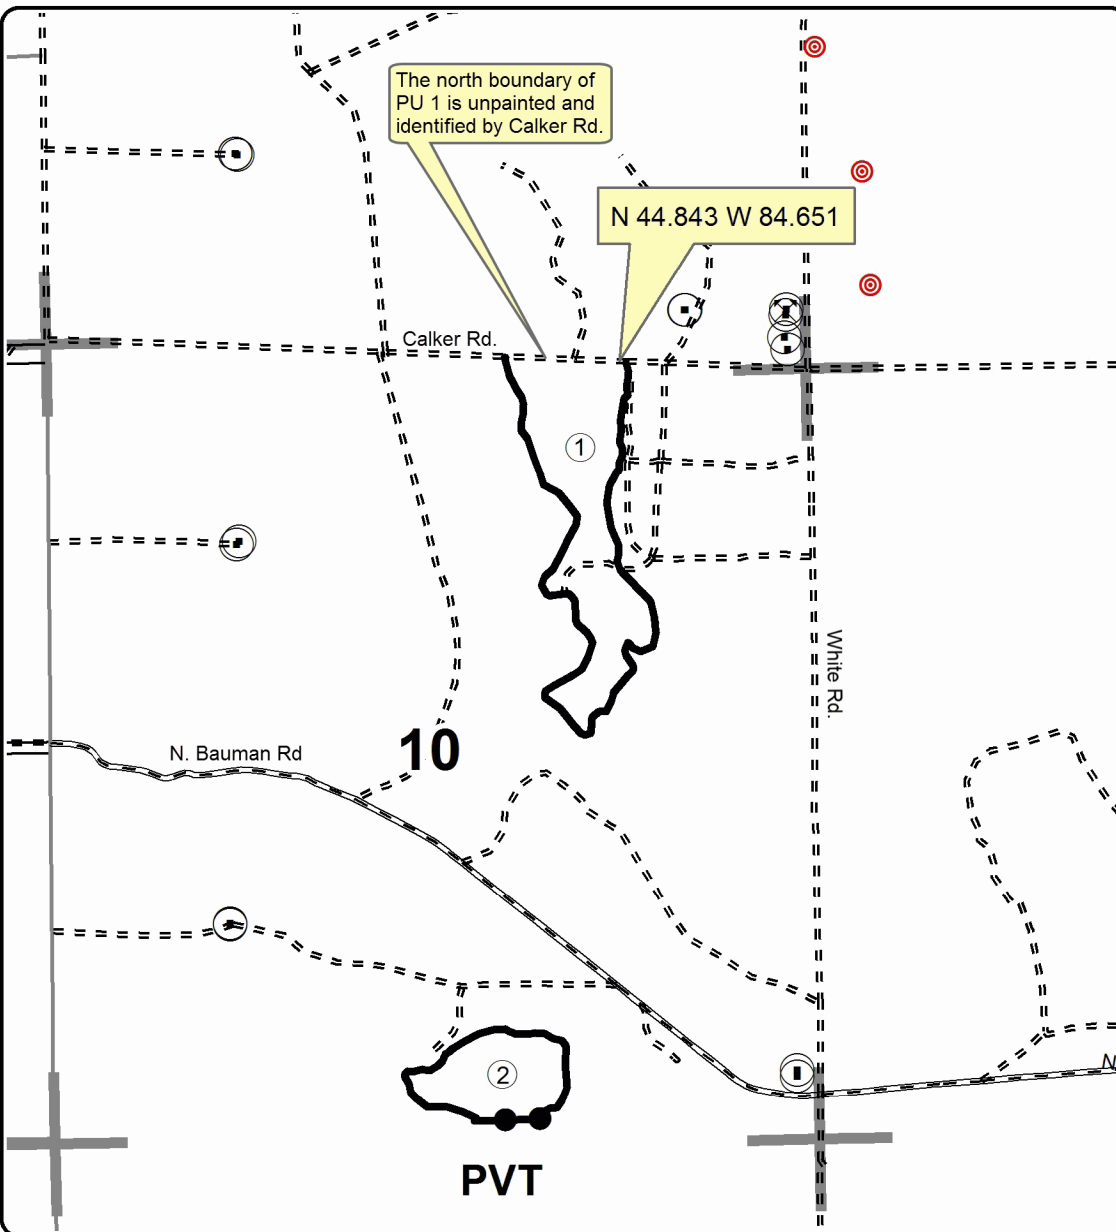 The north boundary of
PU 1 is unpainted and
identified by Calker Rd.
N 44.843 W 84.651
Calker Rd.
1
White Rd.
10
N. Bauman Rd
N
2
PVT